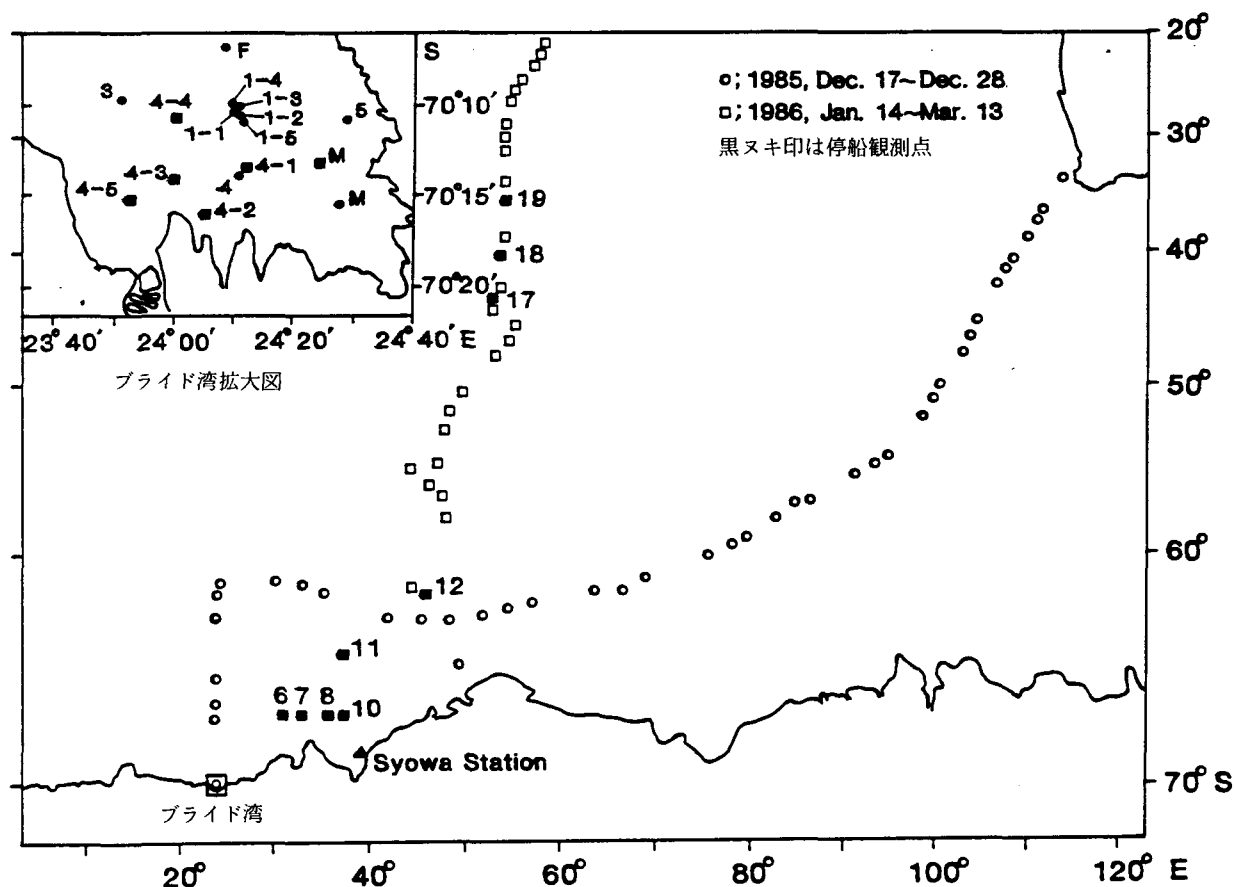 F
S
1-4
3
4-4
1-3
1-2
5
1-1
1-5
70°10′
4-3
4-1
M
4
4-5
70°15′
M
4-2
70°20′
23°40′ 24°00′ 24°20′ 24°40′ E
ブライド湾拡大図
○; 1985, Dec. 17~Dec. 28
□; 1986, Jan. 14~Mar. 13
黒ヌキ印は停船観測点
20°
30°
40°
50°
60°
70° S
19
18
17
12
11
6 7 8 10
Syowa Station
ブライド湾
20° 40° 60° 80° 100° 120° E